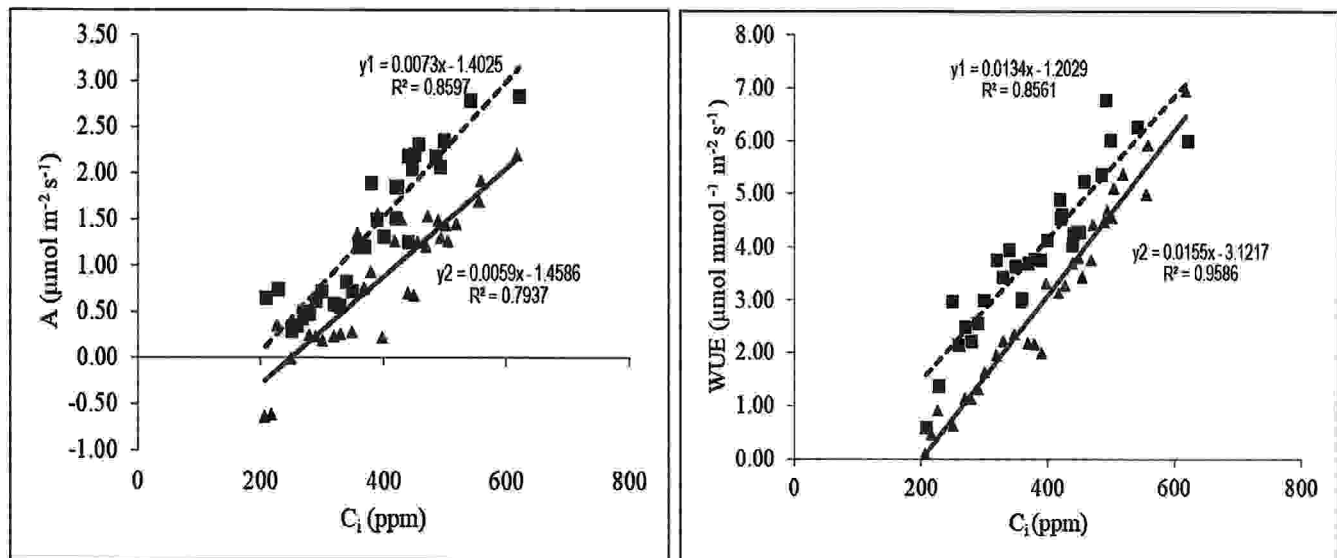 3.50
3.00
2.50
2.00
1.50
1.00
0.50
0.00
-0.50
-1.00
A (µmol m⁻² s⁻¹)
y1 = 0.0073x - 1.4025
R² = 0.8597
y2 = 0.0059x - 1.4586
R² = 0.7937
0 200 400 600 800
Cᵢ (ppm)
8.00
7.00
6.00
5.00
4.00
3.00
2.00
1.00
0.00
WUE (µmol mmol⁻¹ m⁻² s⁻¹)
y1 = 0.0134x - 1.2029
R² = 0.8561
y2 = 0.0155x - 3.1217
R² = 0.9586
0 200 400 600 800
Cᵢ (ppm)